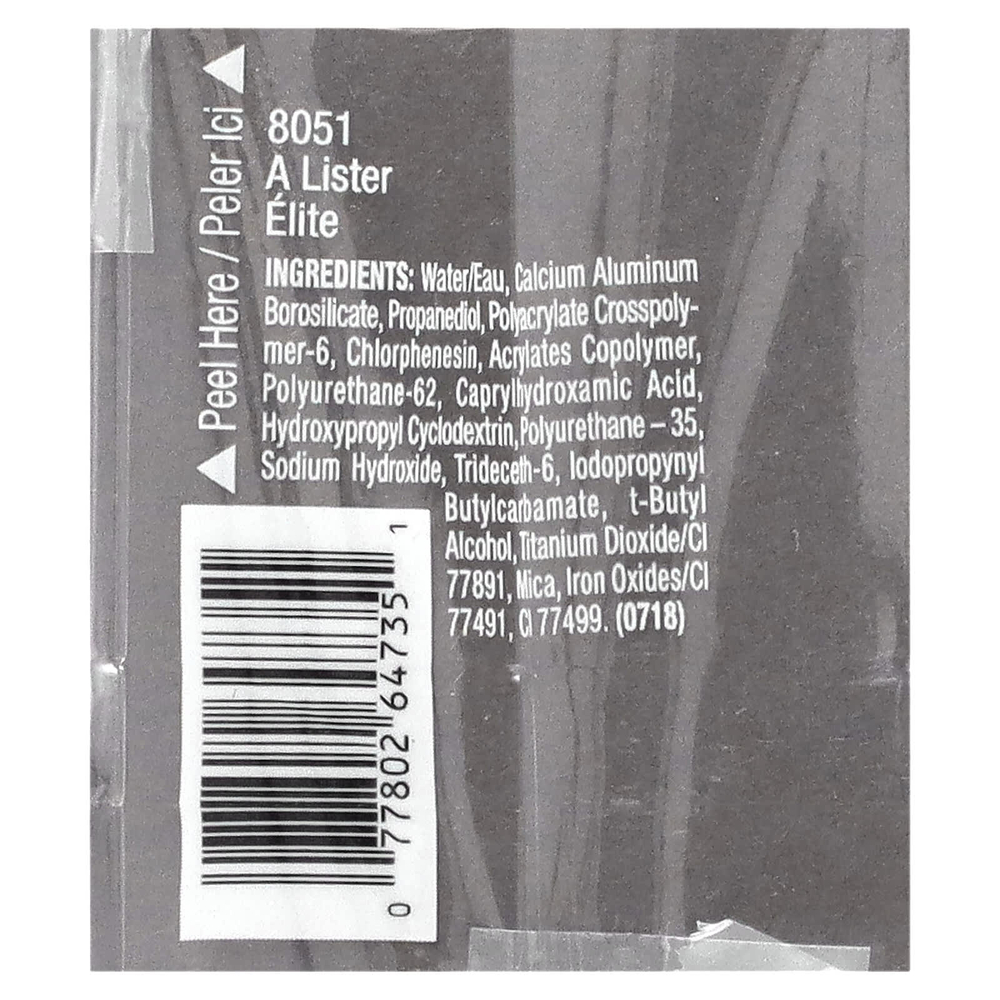 Peel Here / Peler Ici
8051
A Lister
Élite
INGREDIENTS: Water/Eau, Calcium Aluminum
Borosilicate, Propanediol, Polyacrylate Crosspoly-
mer-6, Chlorphenesin, Acrylates Copolymer,
Polyurethane-62, Caprylhydroxamic Acid,
Hydroxypropyl Cyclodextrin, Polyurethane – 35,
Sodium Hydroxide, Trideceth-6, Iodopropynyl
Butylcarbamate, t-Butyl
Alcohol, Titanium Dioxide/CI
77891, Mica, Iron Oxides/CI
77491, CI 77499. (0718)
0 77802 64735 1